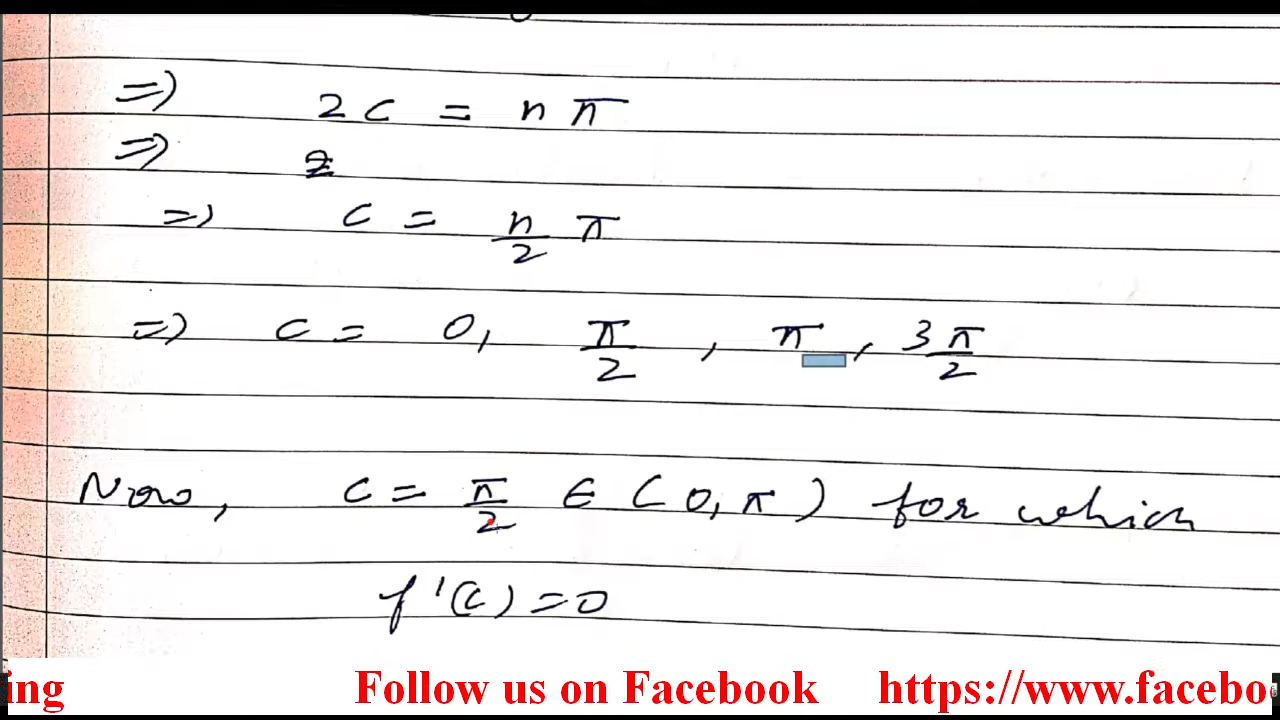 => 2c = nπ
=> 2
=> c = n/2 π
=> c = 0, π/2 , π , 3π/2
Now, c = π/2 ∈ (0, π) for which
f'(c) = 0
ing Follow us on Facebook https://www.facebo